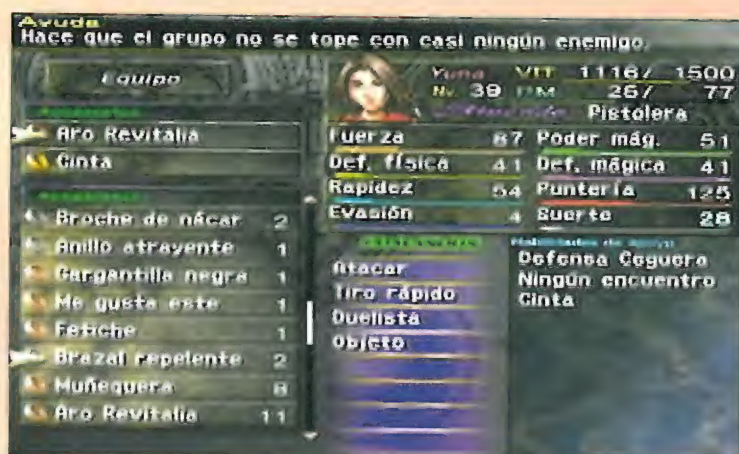 Ayuda
Hace que el grupo no se tope con casi ningún enemigo.
Equipo
Yuna VIT 1116/ 1500
Nv. 39 PM 26/ 77
Pistolera
Aro Revitalia
Cinta
Fuerza 87 Poder mág. 51
Def. física 41 Def. mágica 41
Rapidez 54 Puntería 125
Evasión 4 Suerte 28
Broche de nácar 2
Anillo atrayente 1
Gargantilla negra 1
Me gusta este 1
Fetiche 1
Brazal repelente 2
Muñequera 8
Aro Revitalia 11
Atacar
Tiro rápido
Duelista
Objeto
Habilidades de apoyo
Defensa Ceguera
Ningún encuentro
Cinta